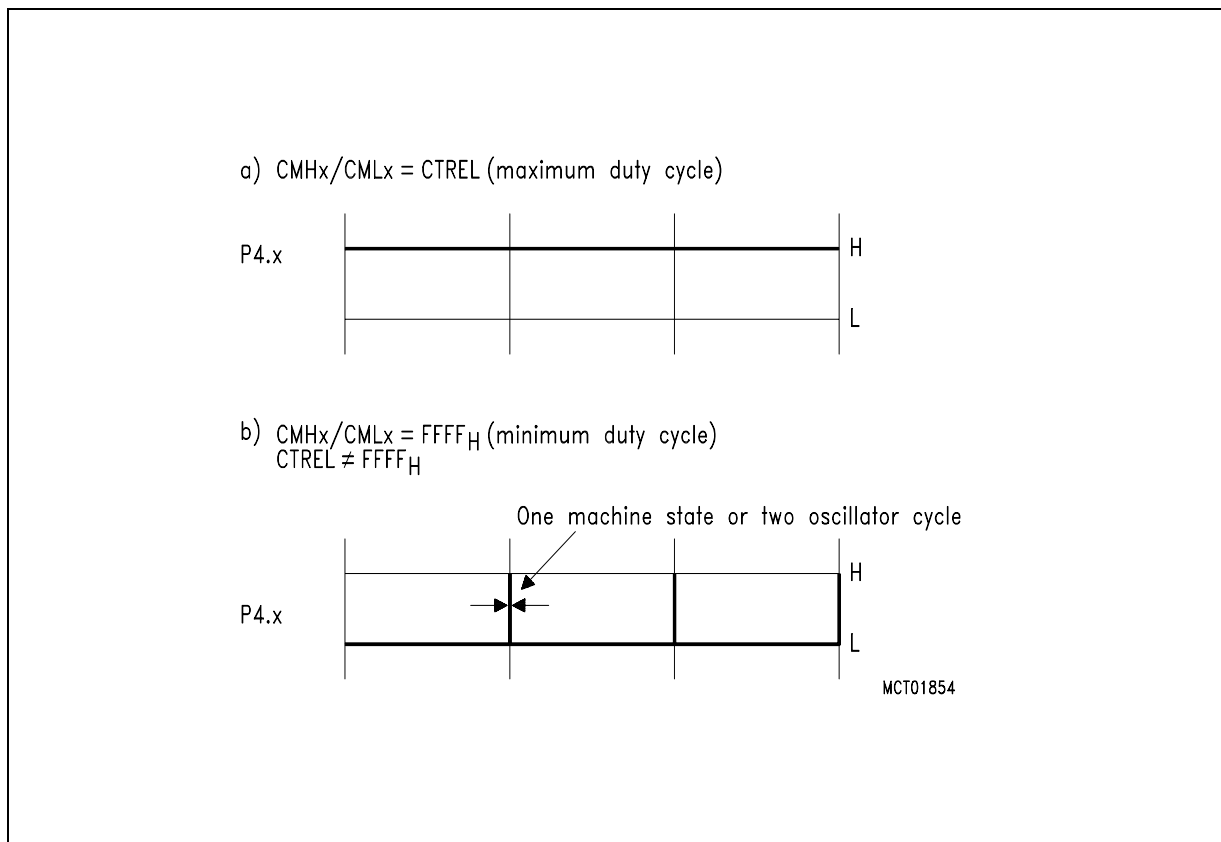 a) CMHx/CMLx = CTREL (maximum duty cycle)
P4.x
H
L
b) CMHx/CMLx = FFFFH (minimum duty cycle)
CTREL ≠ FFFFH
One machine state or two oscillator cycle
P4.x
H
L
MCT01854